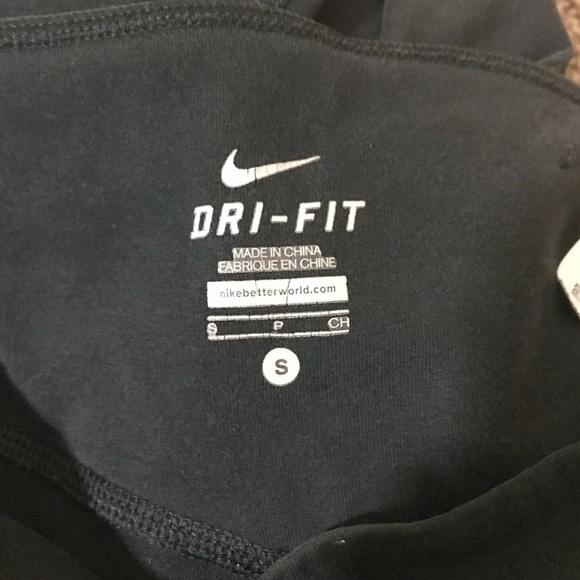 DRI-FIT
MADE IN CHINA
FABRIQUE EN CHINE
nikebetterworld.com
S P CH
S